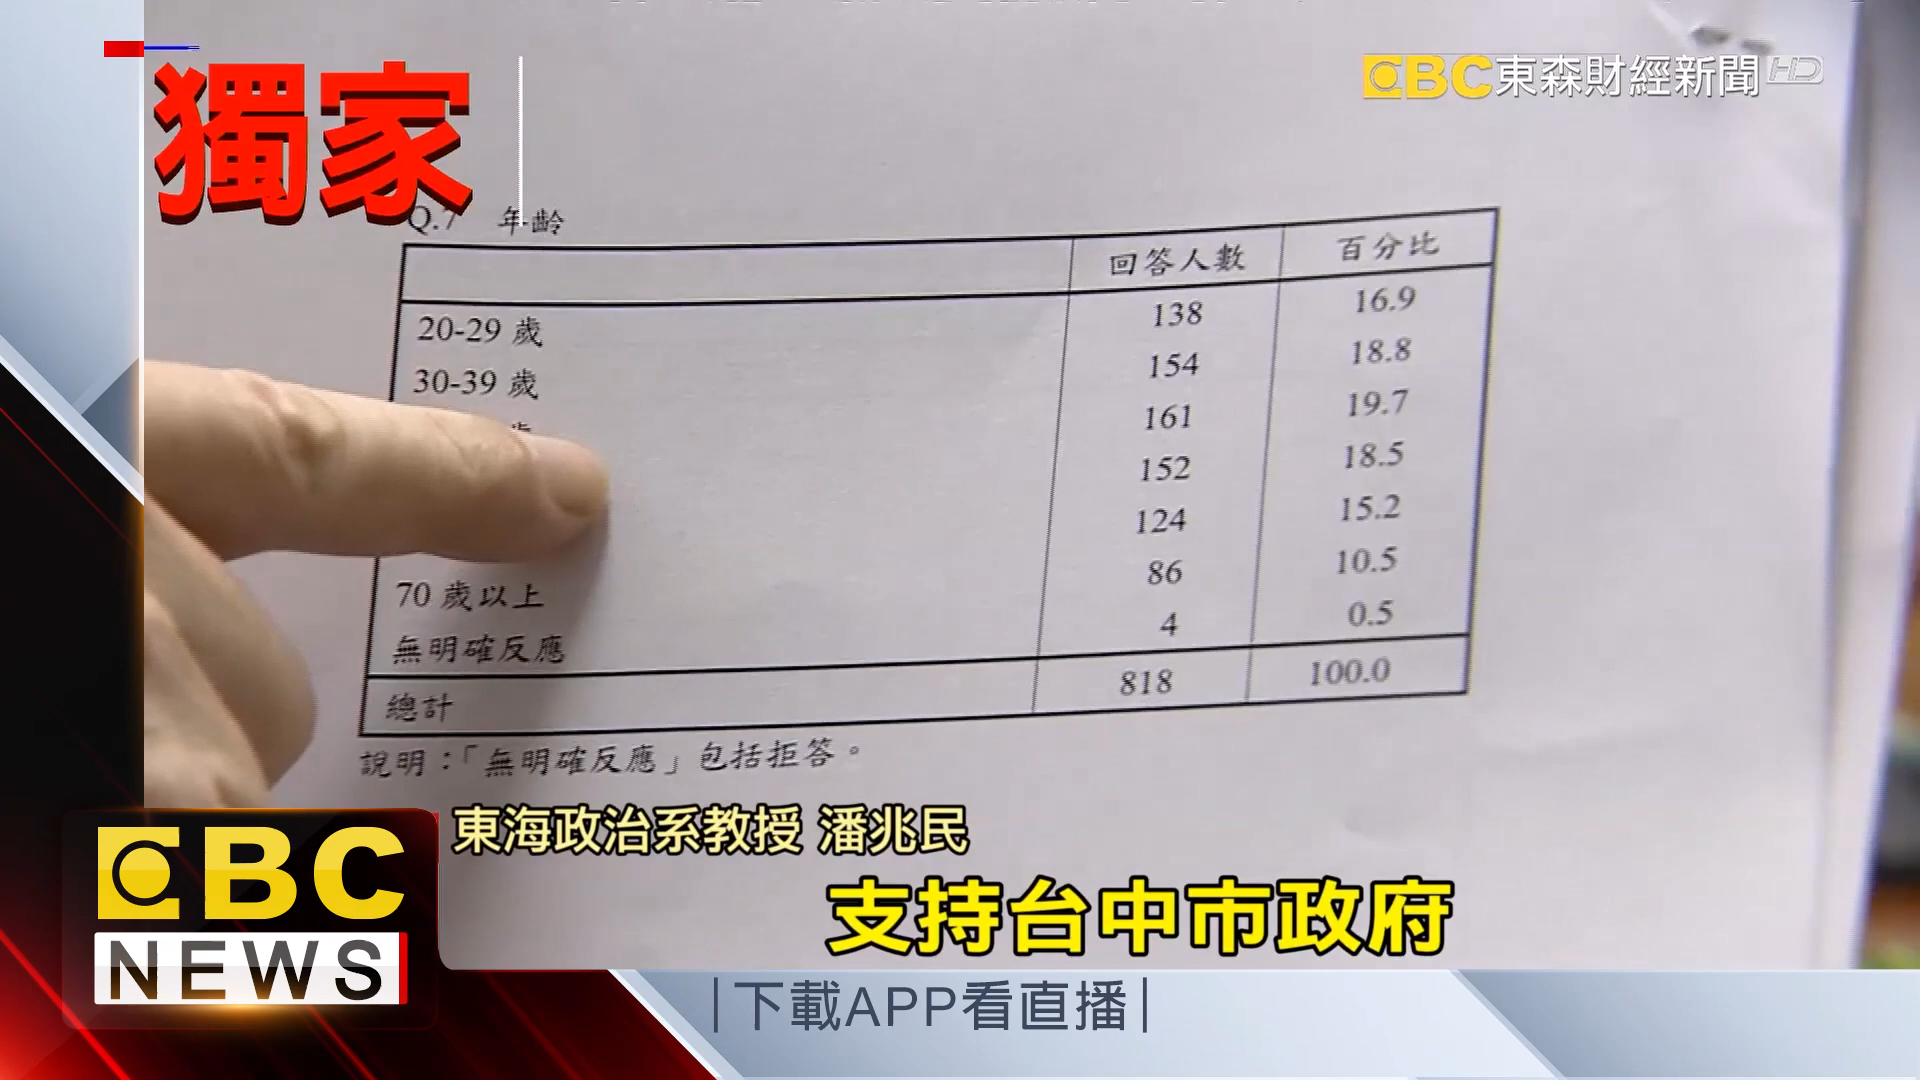 獨家
EBC東森財經新聞HD
Q.7 年齡
回答人數 百分比
20-29 歲 138 16.9
30-39 歲 154 18.8
歲 161 19.7
152 18.5
124 15.2
70 歲以上 86 10.5
無明確反應 4 0.5
總計 818 100.0
說明：「無明確反應」包括拒答。
東海政治系教授 潘兆民
支持台中市政府
EBC
NEWS
|下載APP看直播|